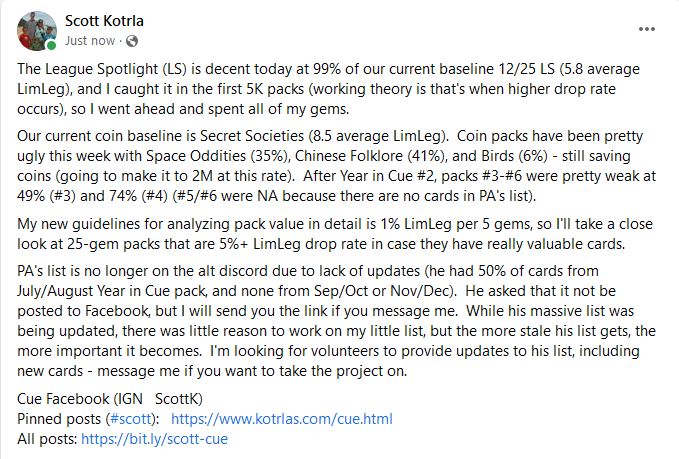 Scott Kotrla
Just now ·
The League Spotlight (LS) is decent today at 99% of our current baseline 12/25 LS (5.8 average
LimLeg), and I caught it in the first 5K packs (working theory is that's when higher drop rate
occurs), so I went ahead and spent all of my gems.
Our current coin baseline is Secret Societies (8.5 average LimLeg).  Coin packs have been pretty
ugly this week with Space Oddities (35%), Chinese Folklore (41%), and Birds (6%) - still saving
coins (going to make it to 2M at this rate).  After Year in Cue #2, packs #3-#6 were pretty weak at
49% (#3) and 74% (#4) (#5/#6 were NA because there are no cards in PA's list).
My new guidelines for analyzing pack value in detail is 1% LimLeg per 5 gems, so I'll take a close
look at 25-gem packs that are 5%+ LimLeg drop rate in case they have really valuable cards.
PA's list is no longer on the alt discord due to lack of updates (he had 50% of cards from
July/August Year in Cue pack, and none from Sep/Oct or Nov/Dec).  He asked that it not be
posted to Facebook, but I will send you the link if you message me.  While his massive list was
being updated, there was little reason to work on my little list, but the more stale his list gets, the
more important it becomes.  I'm looking for volunteers to provide updates to his list, including
new cards - message me if you want to take the project on.
Cue Facebook (IGN   ScottK)
Pinned posts (#scott):   https://www.kotrlas.com/cue.html
All posts: https://bit.ly/scott-cue